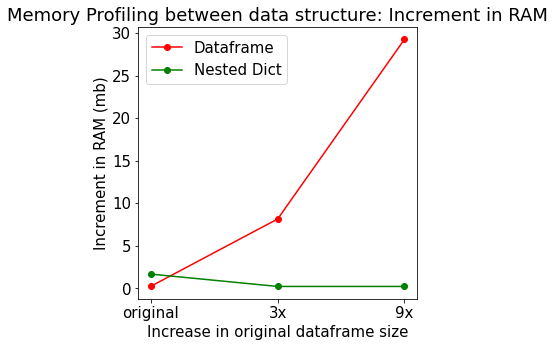 Memory Profiling between data structure: Increment in RAM
Dataframe
Nested Dict
Increment in RAM (mb)
30
25
20
15
10
5
0
original 3x 9x
Increase in original dataframe size